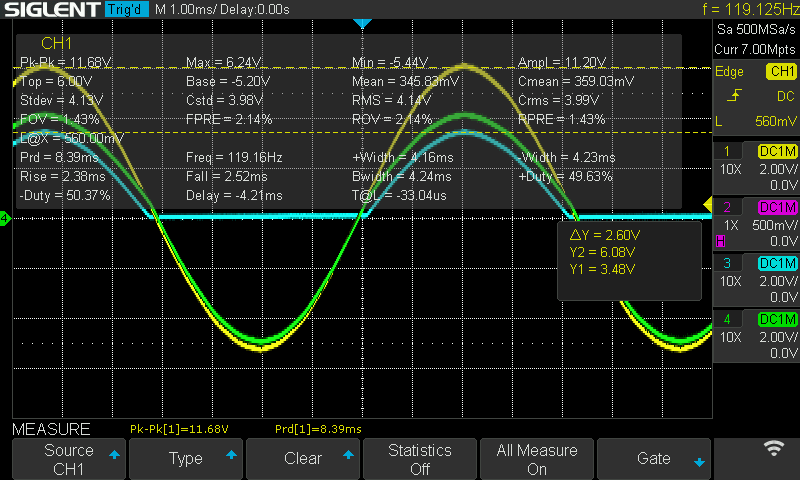 SIGLENT Trig'd M 1.00ms/ Delay:0.00s f = 119.125Hz
Sa 500MSa/s
Curr 7.00Mpts
CH1
Pk-Pk = 11.68V Max = 6.24V Min = -5.44V Ampl = 11.20V
Top = 6.00V Base = -5.20V Mean = 345.83mV Cmean = 359.03mV
Stdev = 4.13V Cstd = 3.98V RMS = 4.14V Crms = 3.99V
FOV = 1.43% FPRE = 2.14% ROV = 2.14% RPRE = 1.43%
L@X = 560.00mV
Prd = 8.39ms Freq = 119.16Hz +Width = 4.16ms -Width = 4.23ms
Rise = 2.38ms Fall = 2.52ms Bwidth = 4.24ms +Duty = 49.63%
-Duty = 50.37% Delay = -4.21ms T@L = -33.04us
Edge CH1
DC
L 560mV
1 DC1M
10X 2.00V/
0.0V
2 DC1M
1X 500mV/
H 0.0V
3 DC1M
10X 2.00V/
0.0V
4 DC1M
10X 2.00V/
0.0V
4
ΔY = 2.60V
Y2 = 6.08V
Y1 = 3.48V
MEASURE Pk-Pk[1]=11.68V Prd[1]=8.39ms
Source
CH1
Type
Clear
Statistics
Off
All Measure
On
Gate